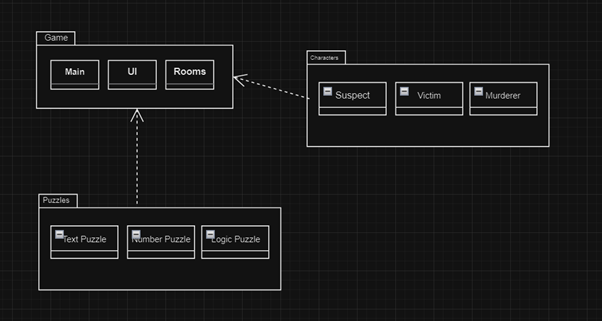 Game
Main
UI
Rooms
Characters
Suspect
Victim
Murderer
Puzzles
Text Puzzle
Number Puzzle
Logic Puzzle